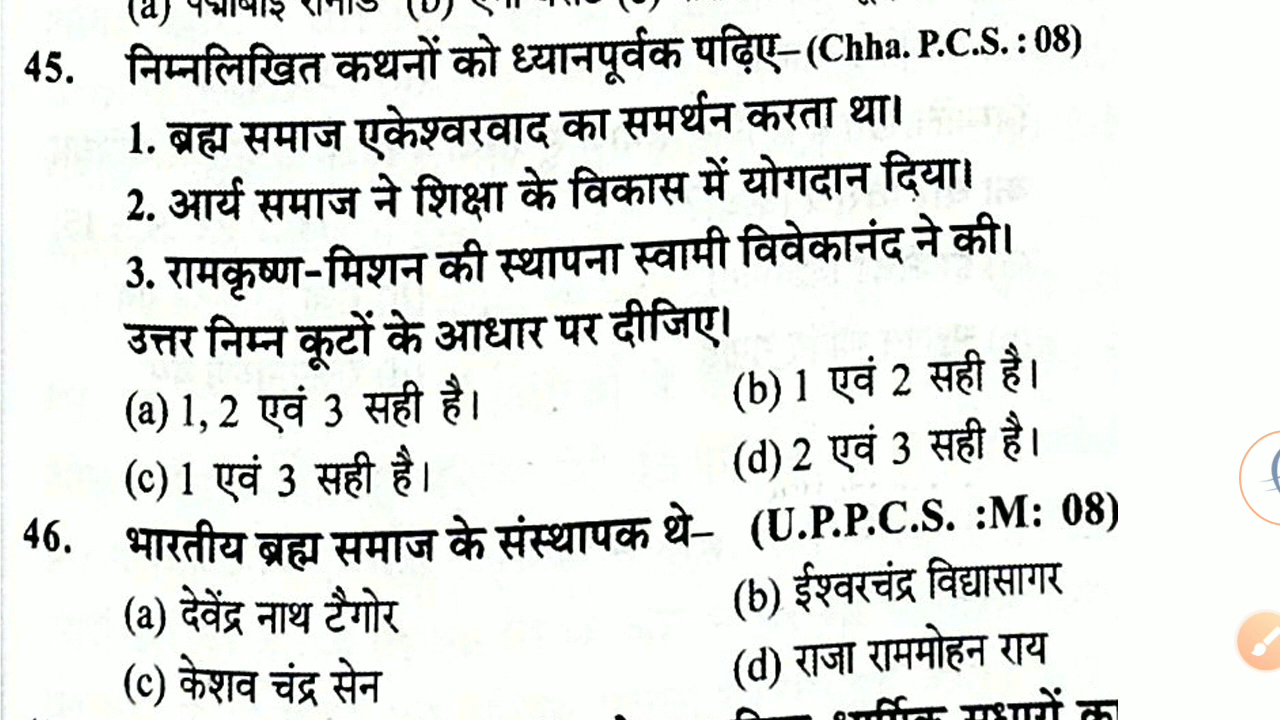 45. निम्नलिखित कथनों को ध्यानपूर्वक पढ़िए–(Chha. P.C.S. : 08)
1. ब्रह्म समाज एकेश्वरवाद का समर्थन करता था।
2. आर्य समाज ने शिक्षा के विकास में योगदान दिया।
3. रामकृष्ण-मिशन की स्थापना स्वामी विवेकानंद ने की।
उत्तर निम्न कूटों के आधार पर दीजिए।
(a) 1, 2 एवं 3 सही है। (b) 1 एवं 2 सही है।
(c) 1 एवं 3 सही है। (d) 2 एवं 3 सही है।
46. भारतीय ब्रह्म समाज के संस्थापक थे– (U.P.P.C.S. :M: 08)
(a) देवेंद्र नाथ टैगोर (b) ईश्वरचंद्र विद्यासागर
(c) केशव चंद्र सेन (d) राजा राममोहन राय